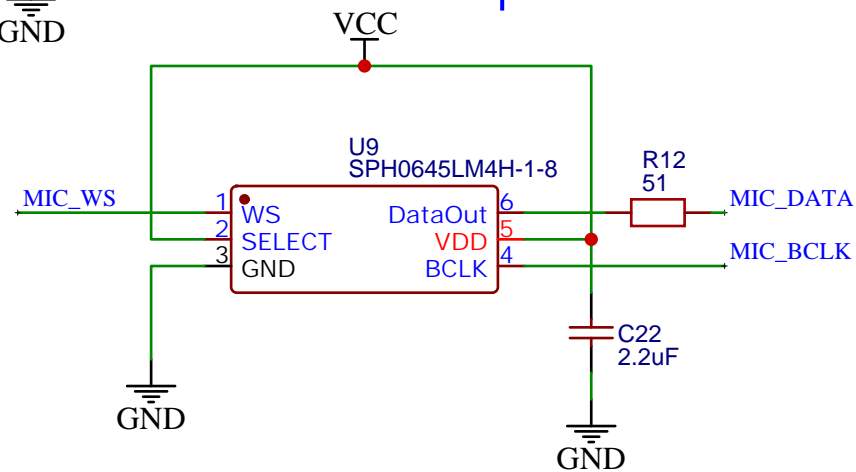 GND
VCC
U9
SPH0645LM4H-1-8
R12
51
MIC_WS
1
WS
DataOut
6
MIC_DATA
2
SELECT
VDD
5
3
GND
BCLK
4
MIC_BCLK
C22
2.2uF
GND
GND